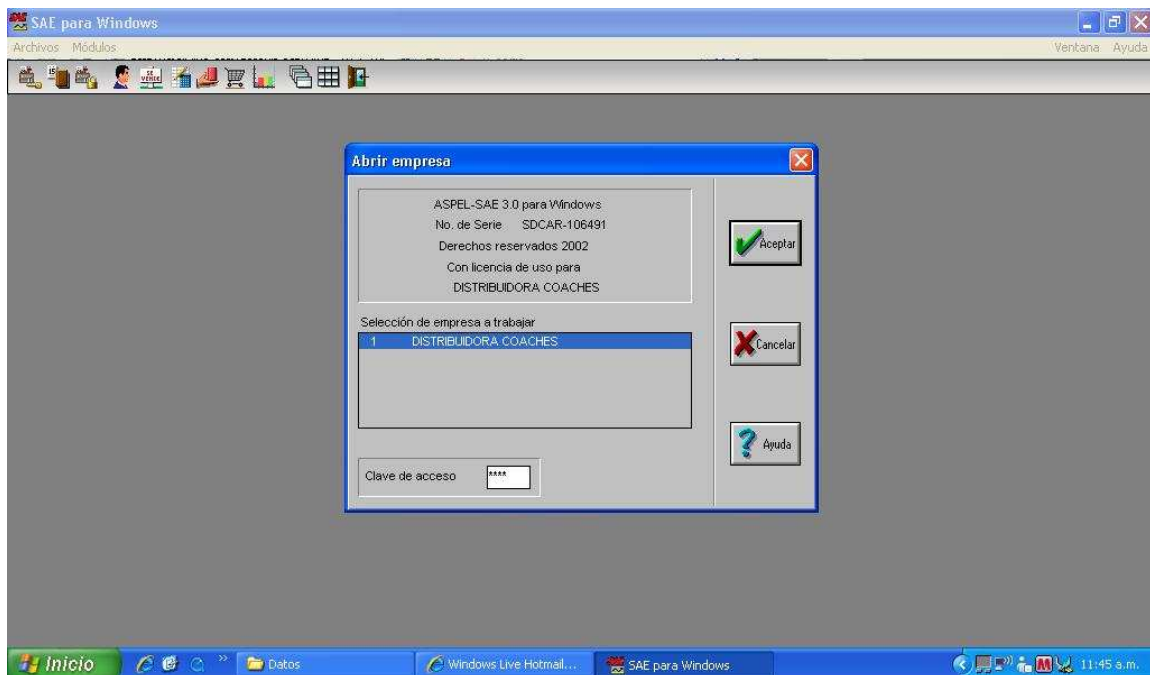 SAE para Windows
Archivos Módulos Ventana Ayuda
SE VENDE
Abrir empresa
ASPEL-SAE 3.0 para Windows
No. de Serie SDCAR-106491
Derechos reservados 2002
Con licencia de uso para
DISTRIBUIDORA COACHES
Aceptar
Selección de empresa a trabajar
1 DISTRIBUIDORA COACHES
Cancelar
Ayuda
Clave de acceso ****
Inicio » Datos Windows Live Hotmail... SAE para Windows 11:45 a.m.